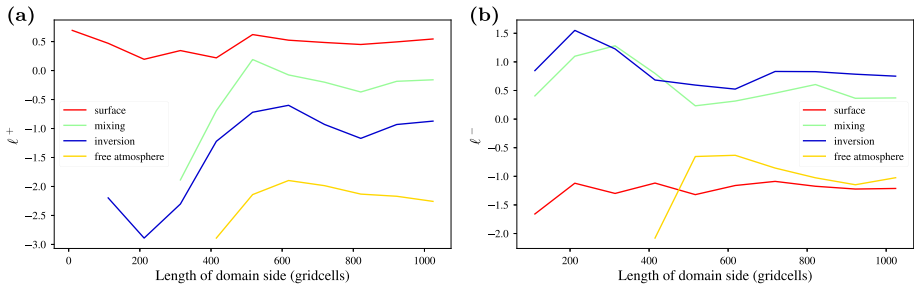 (a)
0.5
0.0
−0.5
−1.0
−1.5
−2.0
−2.5
−3.0
ℓ+
surface
mixing
inversion
free atmosphere
0 200 400 600 800 1000
Length of domain side (gridcells)
(b)
1.5
1.0
0.5
0.0
−0.5
−1.0
−1.5
−2.0
ℓ−
surface
mixing
inversion
free atmosphere
200 400 600 800 1000
Length of domain side (gridcells)